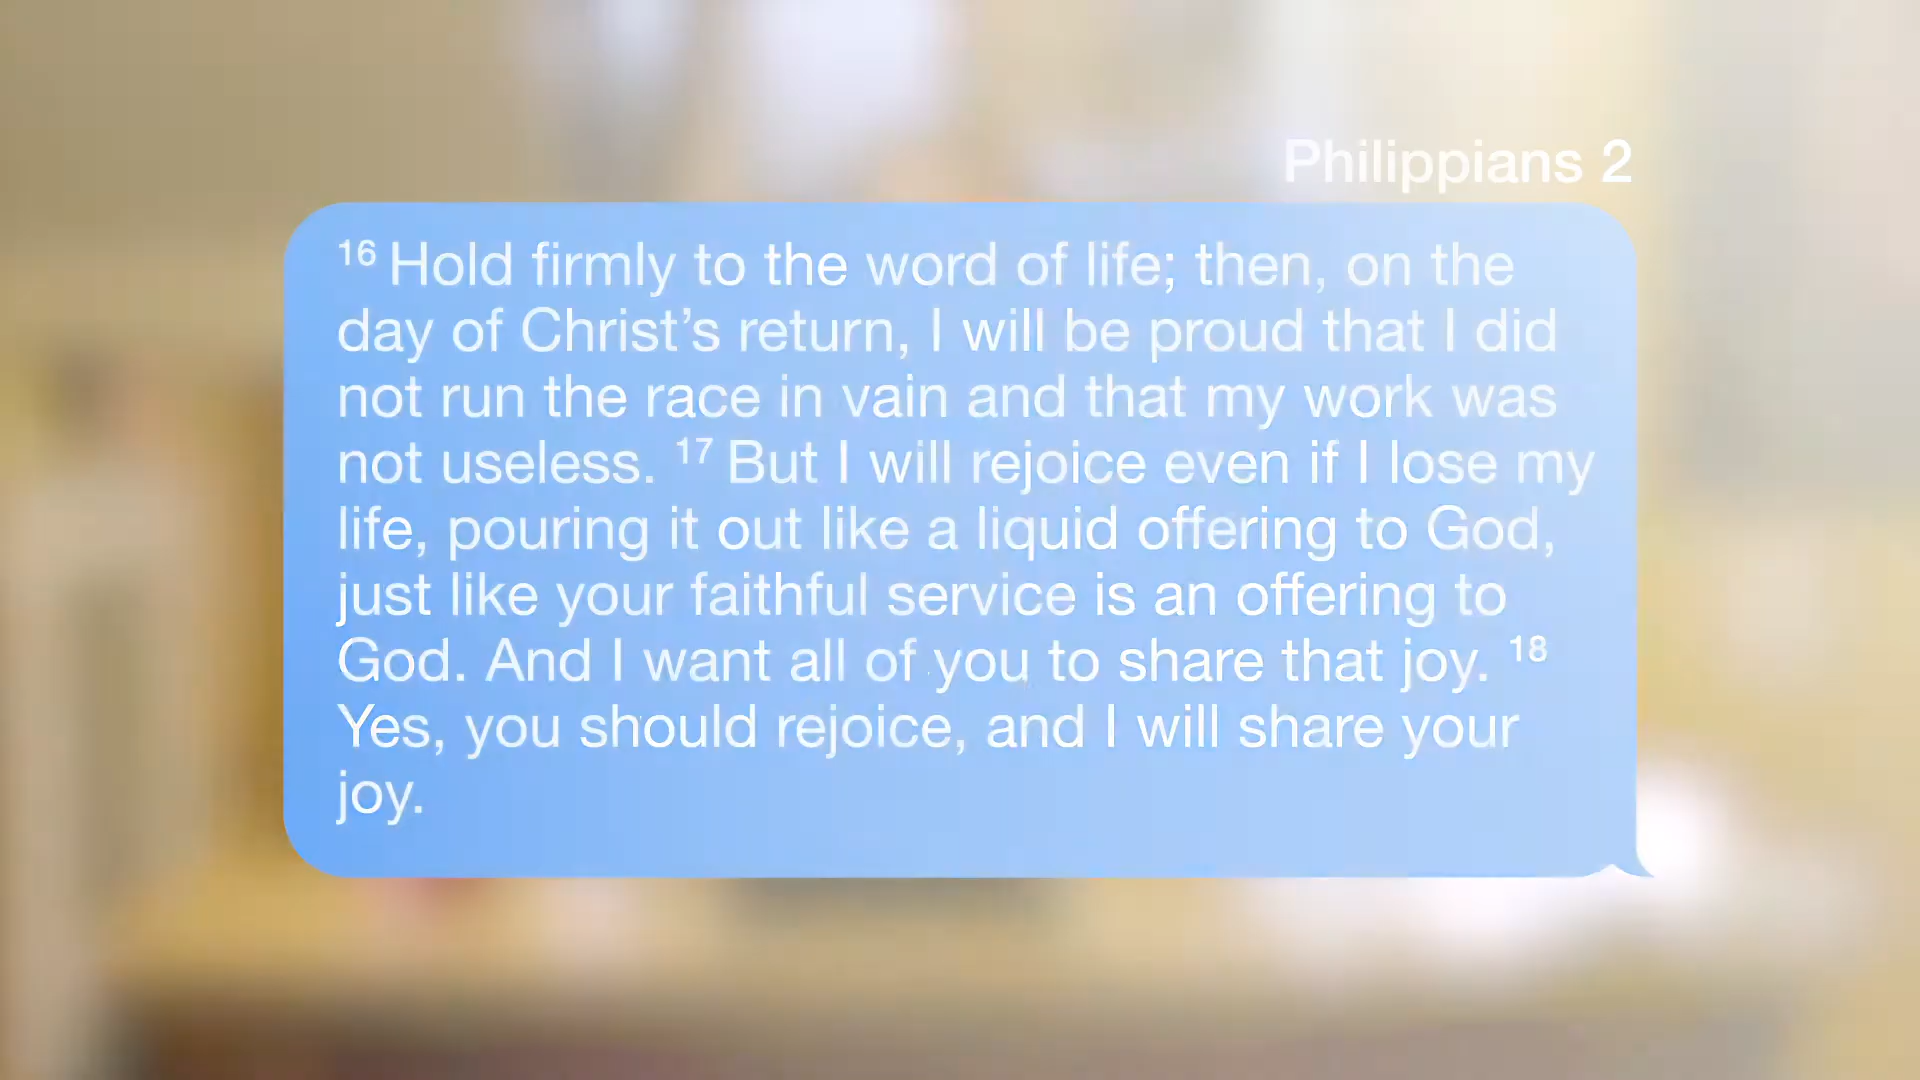 Philippians 2
16 Hold firmly to the word of life; then, on the
day of Christ’s return, I will be proud that I did
not run the race in vain and that my work was
not useless. 17 But I will rejoice even if I lose my
life, pouring it out like a liquid offering to God,
just like your faithful service is an offering to
God. And I want all of you to share that joy. 18
Yes, you should rejoice, and I will share your
joy.